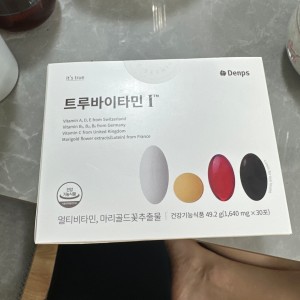 It's true
Denps
트루바이타민 I™
Vitamin A, D, E from Switzerland
Vitamin B₁, B₂, B₆ from Germany
Vitamin C from United Kingdom
Marigold flower extract(lutein) from France
멀티비타민, 마리골드꽃추출물
건강기능식품 49.2 g(1,640 mg × 30포)